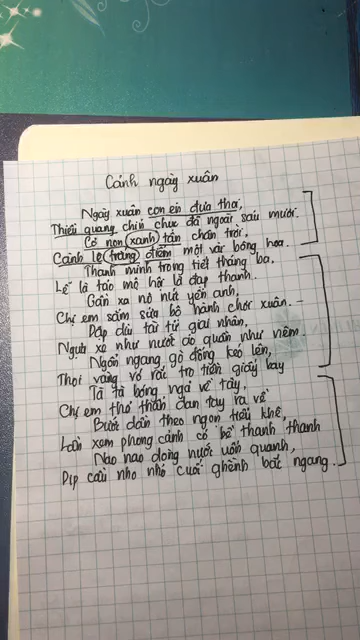 Cảnh ngày xuân
Ngày xuân con én đưa thoi,
Thiều quang chín chục đã ngoài sáu mươi.
Cỏ non xanh tận chân trời,
Cành lê trắng điểm một vài bông hoa.
Thanh minh trong tiết tháng ba,
Lễ là tảo mộ hội là đạp thanh.
Gần xa nô nức yến anh,
Chị em sắm sửa bộ hành chơi xuân.
Dập dìu tài tử giai nhân,
Ngựa xe như nước áo quần như nêm.
Ngổn ngang gò đống kéo lên,
Thoi vàng vó rắc tro tiền giấy bay
Tà tà bóng ngả về tây,
Chị em thơ thẩn dan tay ra về
Bước dần theo ngọn tiểu khê,
Lần xem phong cảnh có bề thanh thanh
Nao nao dòng nước uốn quanh,
Dịp cầu nho nhỏ cuối ghềnh bắc ngang.